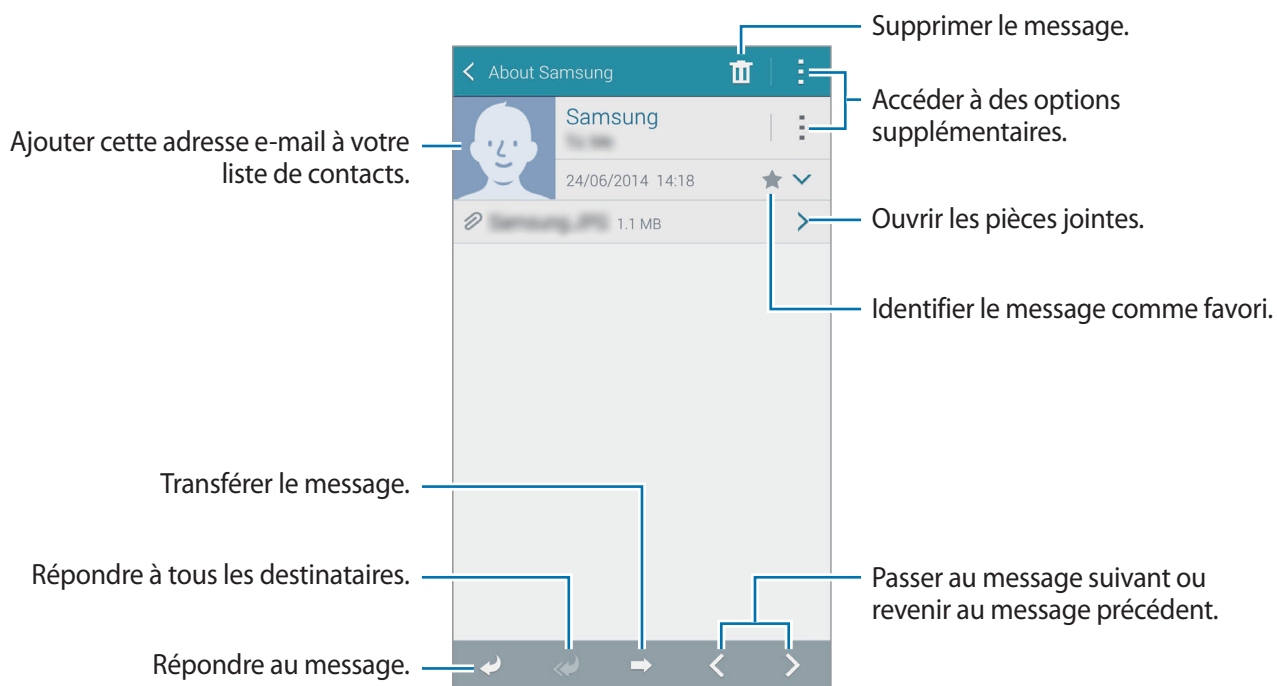 Supprimer le message.
About Samsung
Accéder à des options
supplémentaires.
Samsung
Ajouter cette adresse e-mail à votre
liste de contacts.
24/06/2014 14:18
Ouvrir les pièces jointes.
1.1 MB
Identifier le message comme favori.
Transférer le message.
Répondre à tous les destinataires.
Passer au message suivant ou
revenir au message précédent.
Répondre au message.